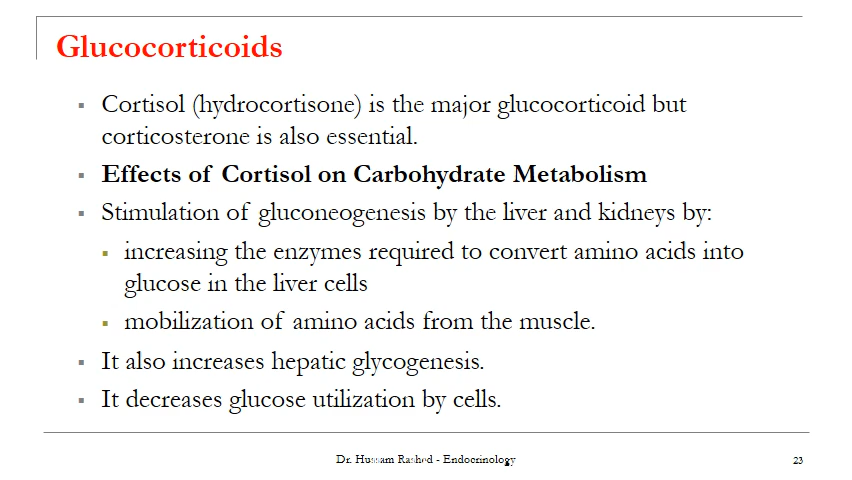 Glucocorticoids
▪ Cortisol (hydrocortisone) is the major glucocorticoid but
corticosterone is also essential.
▪ Effects of Cortisol on Carbohydrate Metabolism
▪ Stimulation of gluconeogenesis by the liver and kidneys by:
▪ increasing the enzymes required to convert amino acids into
glucose in the liver cells
▪ mobilization of amino acids from the muscle.
▪ It also increases hepatic glycogenesis.
▪ It decreases glucose utilization by cells.
Dr. Hussam Rashed - Endocrinology
23